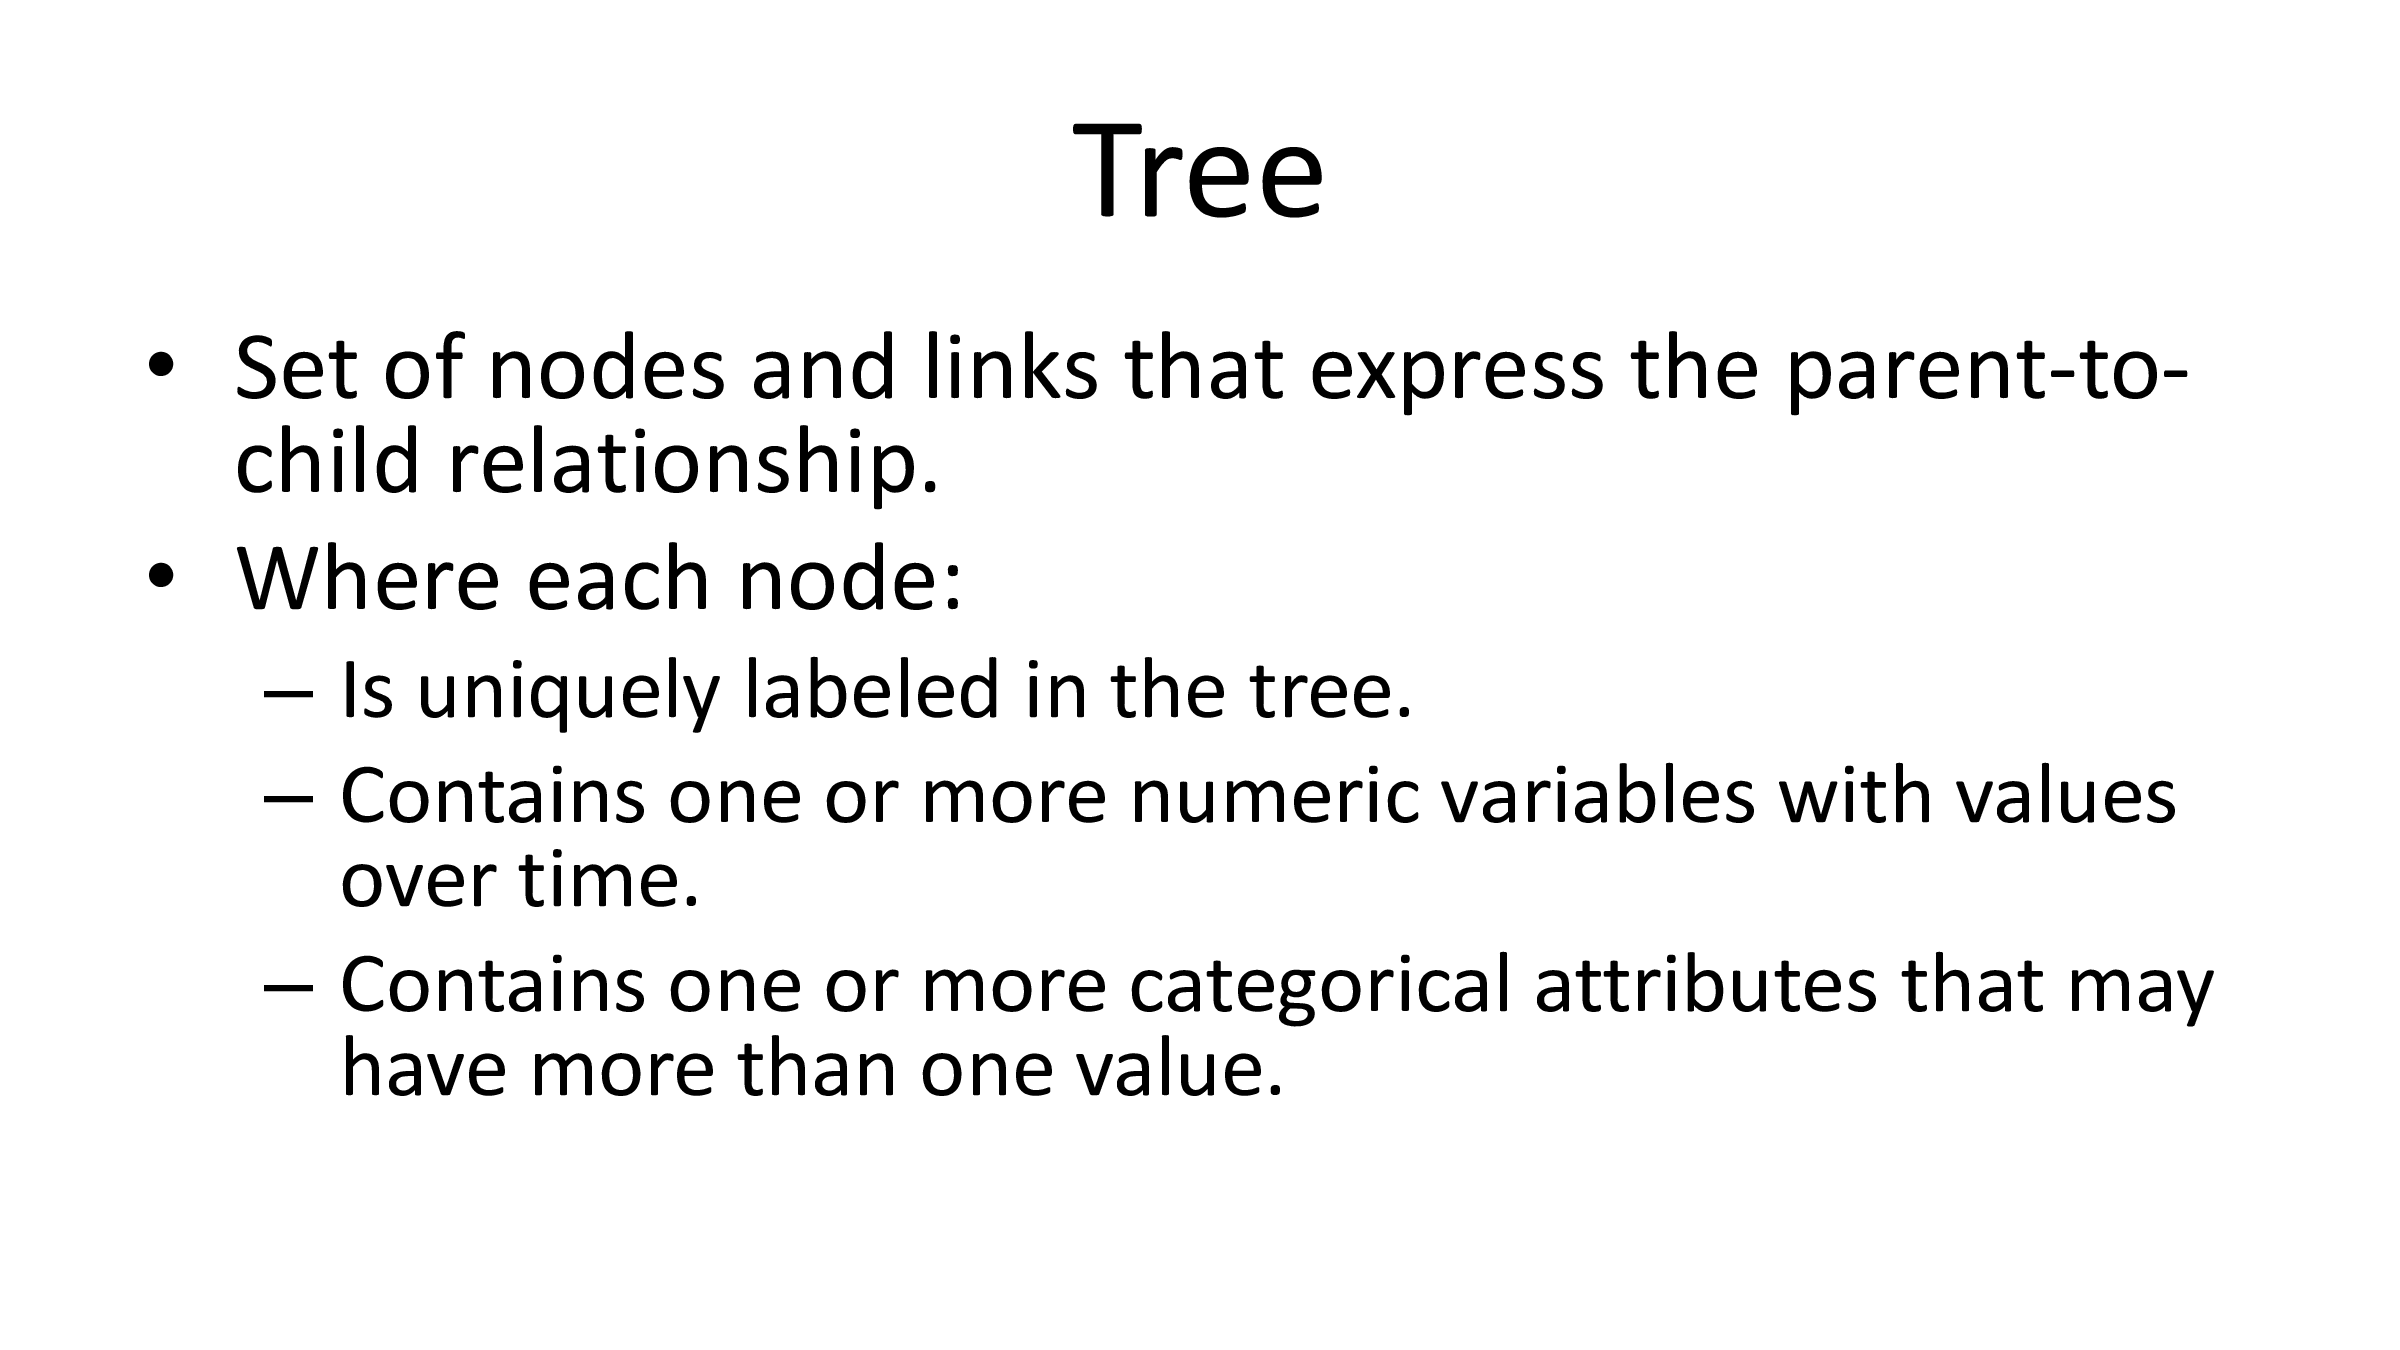 Tree
• Set of nodes and links that express the parent-to-
child relationship.
• Where each node:
– Is uniquely labeled in the tree.
– Contains one or more numeric variables with values
over time.
– Contains one or more categorical attributes that may
have more than one value.